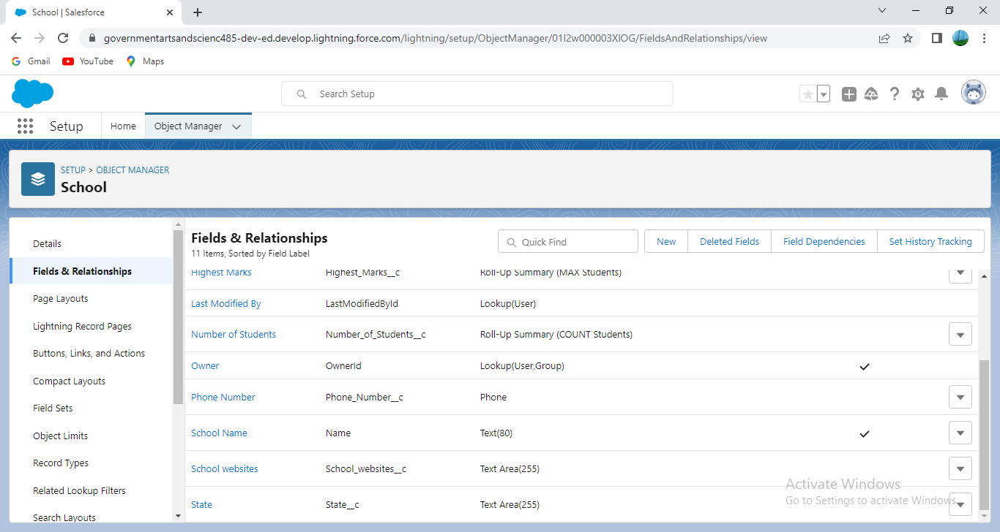 School | Salesforce
governmentartsandscienc485-dev-ed.develop.lightning.force.com/lightning/setup/ObjectManager/01I2w000003XIOG/FieldsAndRelationships/view
Gmail YouTube Maps
Search Setup
Setup Home Object Manager
SETUP > OBJECT MANAGER
School
Details
Fields & Relationships
Page Layouts
Lightning Record Pages
Buttons, Links, and Actions
Compact Layouts
Field Sets
Object Limits
Record Types
Related Lookup Filters
Search Layouts
Fields & Relationships
11 Items, Sorted by Field Label
Quick Find
New Deleted Fields Field Dependencies Set History Tracking
Highest Marks Highest_Marks__c Roll-Up Summary (MAX Students)
Last Modified By LastModifiedById Lookup(User)
Number of Students Number_of_Students__c Roll-Up Summary (COUNT Students)
Owner OwnerId Lookup(User,Group)
Phone Number Phone_Number__c Phone
School Name Name Text(80)
School websites School_websites__c Text Area(255)
State State__c Text Area(255)
Activate Windows
Go to Settings to activate Windows.